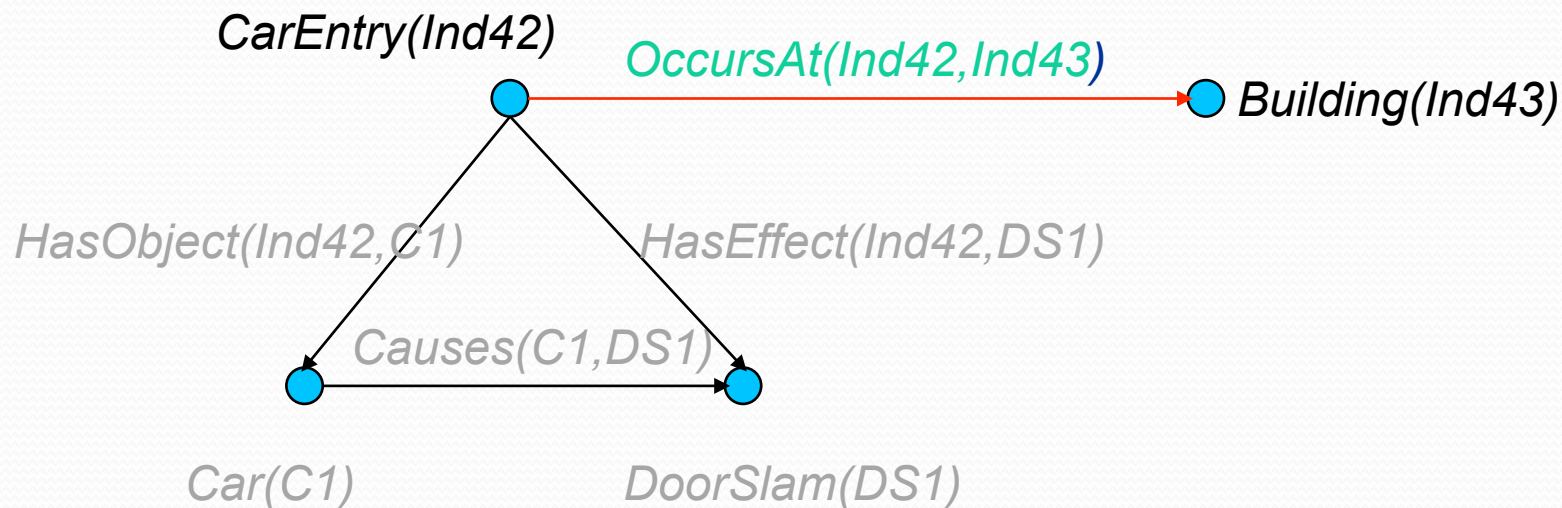 CarEntry(Ind42)
OccursAt(Ind42,Ind43)
Building(Ind43)
HasObject(Ind42,C1)
HasEffect(Ind42,DS1)
Causes(C1,DS1)
Car(C1)
DoorSlam(DS1)